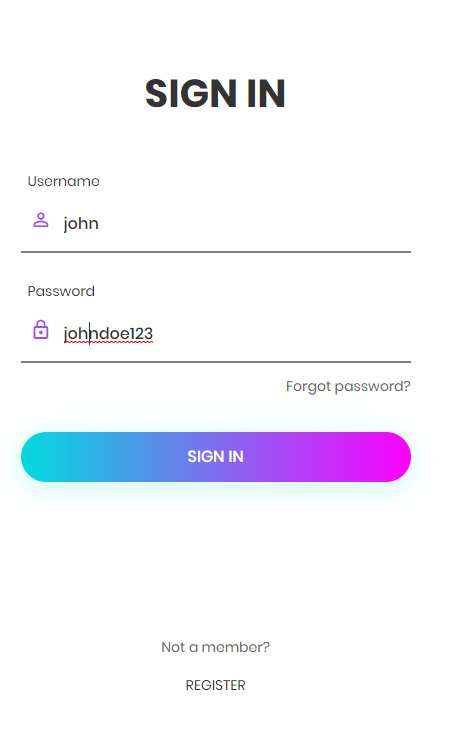 SIGN IN
Username
john
Password
johndoe123
Forgot password?
SIGN IN
Not a member?
REGISTER